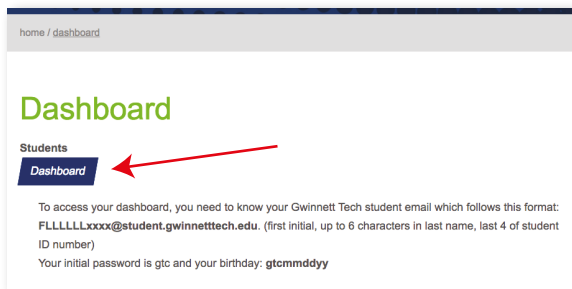 home / dashboard
Dashboard
Students
Dashboard
To access your dashboard, you need to know your Gwinnett Tech student email which follows this format:
FLLLLLLxxxx@student.gwinnetttech.edu. (first initial, up to 6 characters in last name, last 4 of student
ID number)
Your initial password is gtc and your birthday: gtcmmddyy